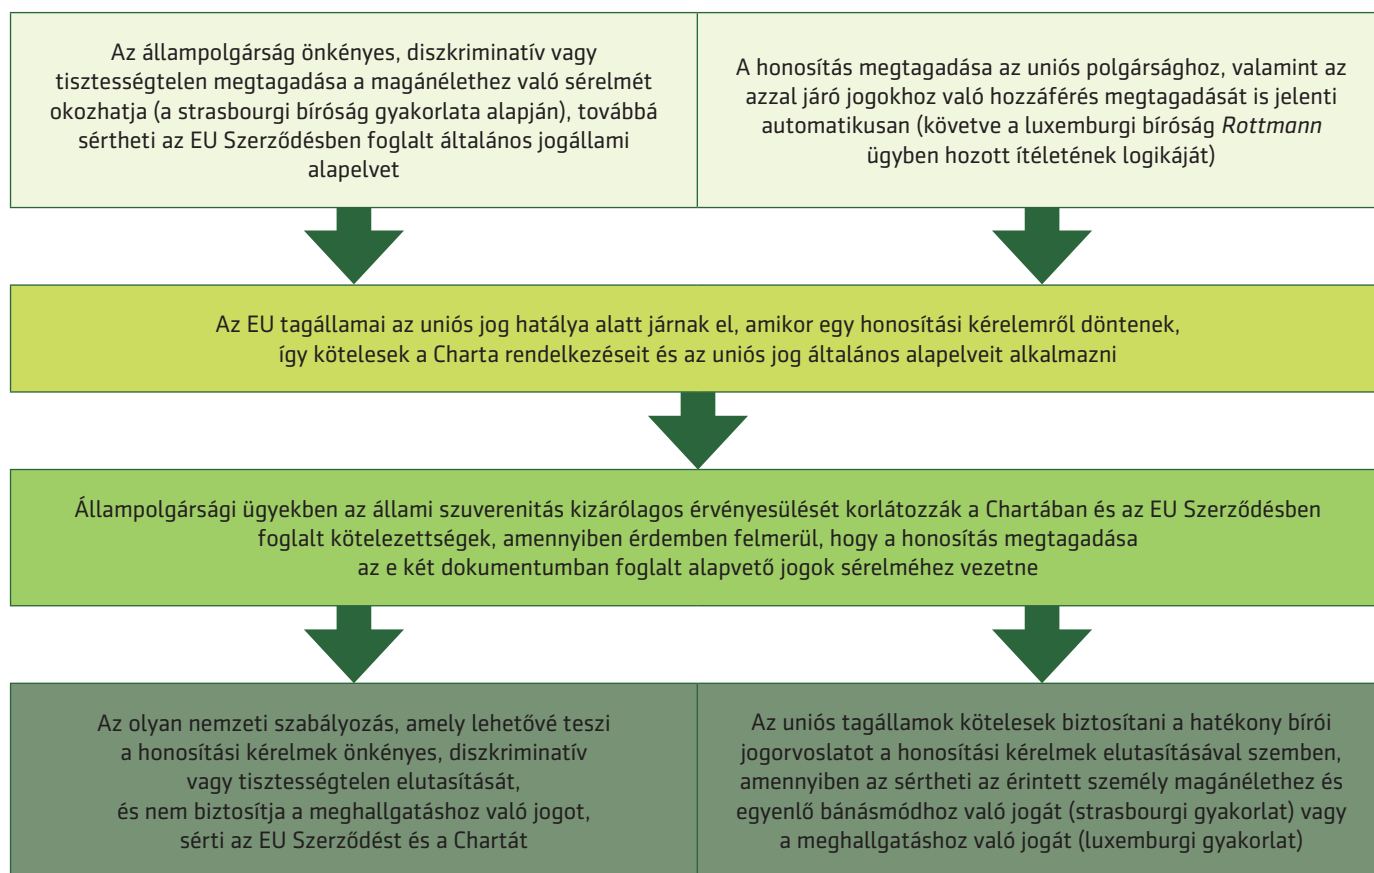 Az állampolgárság önkényes, diszkriminatív vagy
tisztességtelen megtagadása a magánélethez való sérelmét
okozhatja (a strasbourgi bíróság gyakorlata alapján), továbbá
sértheti az EU Szerződésben foglalt általános jogállami
alapelvet
A honosítás megtagadása az uniós polgársághoz, valamint az
azzal járó jogokhoz való hozzáférés megtagadását is jelenti
automatikusan (követve a luxemburgi bíróság Rottmann
ügyben hozott ítéletének logikáját)
Az EU tagállamai az uniós jog hatálya alatt járnak el, amikor egy honosítási kérelemről döntenek,
így kötelesek a Charta rendelkezéseit és az uniós jog általános alapelveit alkalmazni
Állampolgársági ügyekben az állami szuverenitás kizárólagos érvényesülését korlátozzák a Chartában és az EU Szerződésben
foglalt kötelezettségek, amennyiben érdemben felmerül, hogy a honosítás megtagadása
az e két dokumentumban foglalt alapvető jogok sérelméhez vezetne
Az olyan nemzeti szabályozás, amely lehetővé teszi
a honosítási kérelmek önkényes, diszkriminatív
vagy tisztességtelen elutasítását,
és nem biztosítja a meghallgatáshoz való jogot,
sérti az EU Szerződést és a Chartát
Az uniós tagállamok kötelesek biztosítani a hatékony bírói
jogorvoslatot a honosítási kérelmek elutasításával szemben,
amennyiben az sértheti az érintett személy magánélethez és
egyenlő bánásmódhoz való jogát (strasbourgi gyakorlat) vagy
a meghallgatáshoz való jogát (luxemburgi gyakorlat)